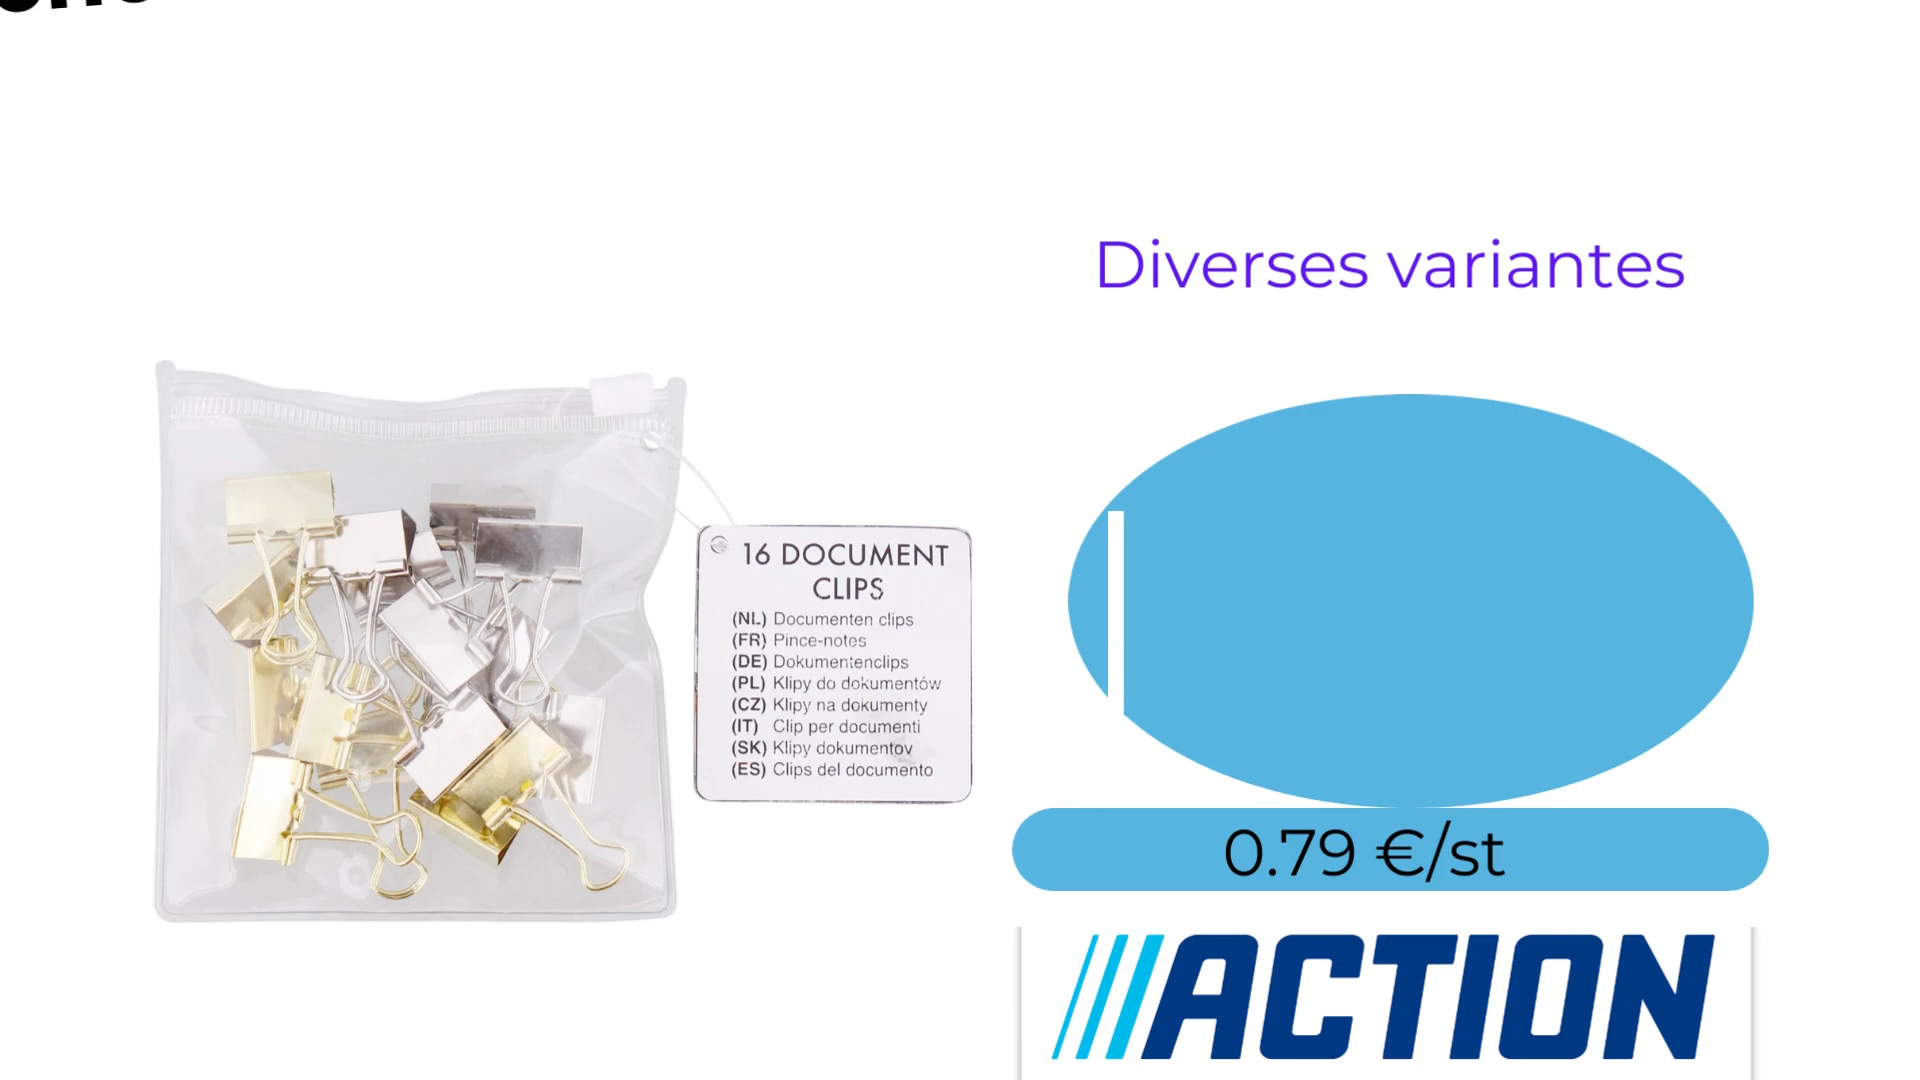 Diverses variantes
16 DOCUMENT
CLIPS
(NL) Documenten clips
(FR) Pince-notes
(DE) Dokumentenclips
(PL) Klipy do dokumentów
(CZ) Klipy na dokumenty
(IT) Clip per documenti
(SK) Klipy dokumentov
(ES) Clips del documento
0.79 €/st
ACTION